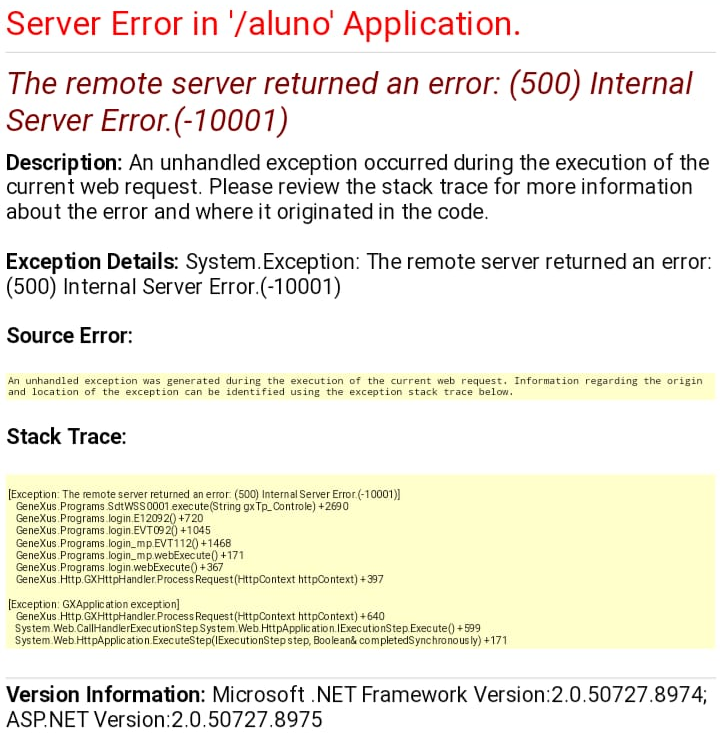 Server Error in '/aluno' Application.
The remote server returned an error: (500) Internal
Server Error.(-10001)
Description: An unhandled exception occurred during the execution of the
current web request. Please review the stack trace for more information
about the error and where it originated in the code.
Exception Details: System.Exception: The remote server returned an error:
(500) Internal Server Error.(-10001)
Source Error:
An unhandled exception was generated during the execution of the current web request. Information regarding the origin
and location of the exception can be identified using the exception stack trace below.
Stack Trace:
[Exception: The remote server returned an error: (500) Internal Server Error.(-10001)]
GeneXus.Programs.SdtWSS0001.execute(String gxTp_Controle) +2690
GeneXus.Programs.login.E12092() +720
GeneXus.Programs.login.EVT092() +1045
GeneXus.Programs.login_mp.EVT112() +1468
GeneXus.Programs.login_mp.webExecute() +171
GeneXus.Programs.login.webExecute() +367
GeneXus.Http.GXHttpHandler.ProcessRequest(HttpContext httpContext) +397
[Exception: GXApplication exception]
GeneXus.Http.GXHttpHandler.ProcessRequest(HttpContext httpContext) +640
System.Web.CallHandlerExecutionStep.System.Web.HttpApplication.IExecutionStep.Execute() +599
System.Web.HttpApplication.ExecuteStep(IExecutionStep step, Boolean& completedSynchronously) +171
Version Information: Microsoft .NET Framework Version:2.0.50727.8974;
ASP.NET Version:2.0.50727.8975